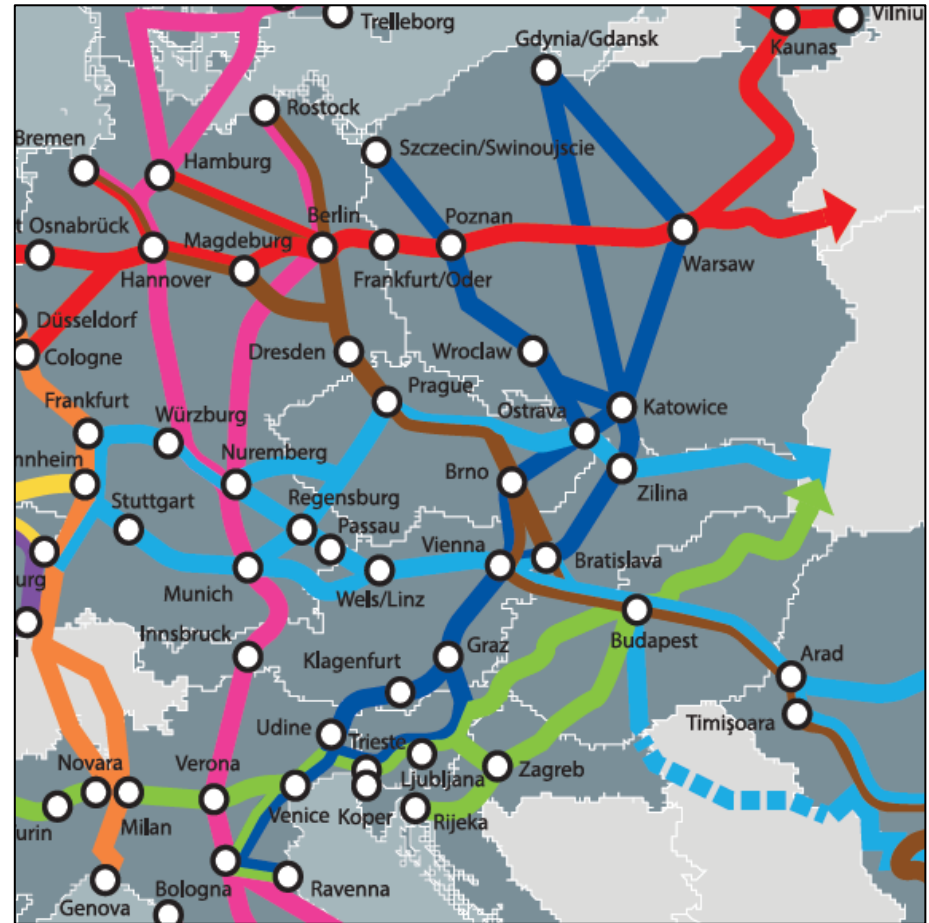 Trelleborg
Vilniu
Kaunas
Gdynia/Gdansk
Rostock
Bremen
Hamburg
Szczecin/Swinoujscie
t Osnabrück
Berlin
Poznan
Magdeburg
Hannover
Frankfurt/Oder
Warsaw
Düsseldorf
Cologne
Dresden
Wroclaw
Prague
Frankfurt
Würzburg
Ostrava
Katowice
nnheim
Nuremberg
Brno
Zilina
Stuttgart
Regensburg
Passau
Vienna
Bratislava
urg
Munich
Wels/Linz
Innsbruck
Budapest
Klagenfurt
Graz
Arad
Timişoara
Udine
Trieste
Novara
Verona
Ljubljana
Zagreb
urin
Milan
Venice
Koper
Rijeka
Bologna
Ravenna
Genova